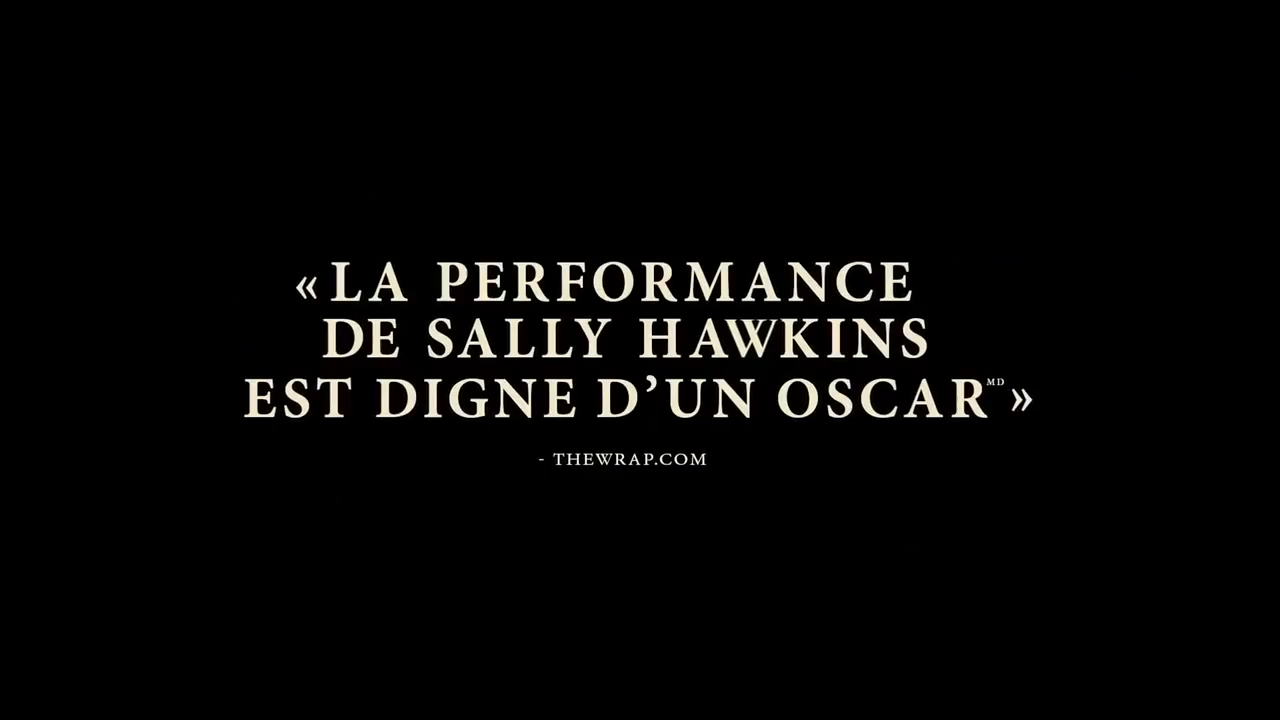 « LA PERFORMANCE
DE SALLY HAWKINS
EST DIGNE D’UN OSCARᴹᴰ »
- THEWRAP.COM